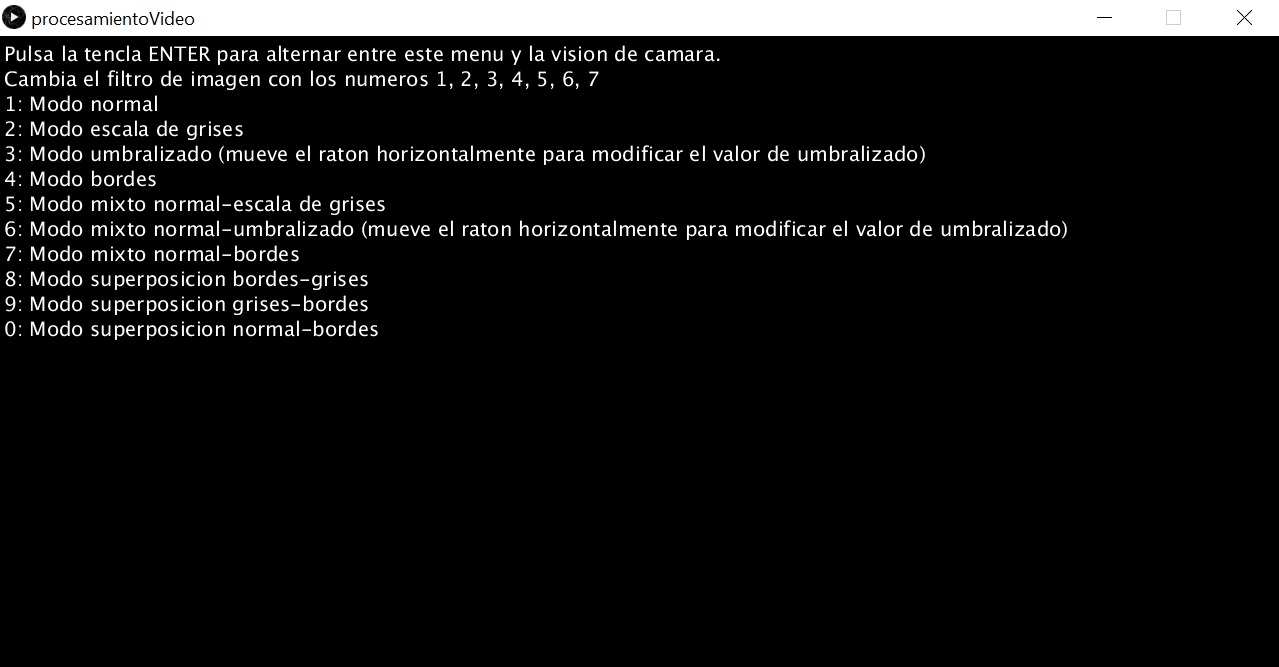 procesamientoVideo
Pulsa la tencla ENTER para alternar entre este menu y la vision de camara.
Cambia el filtro de imagen con los numeros 1, 2, 3, 4, 5, 6, 7
1: Modo normal
2: Modo escala de grises
3: Modo umbralizado (mueve el raton horizontalmente para modificar el valor de umbralizado)
4: Modo bordes
5: Modo mixto normal-escala de grises
6: Modo mixto normal-umbralizado (mueve el raton horizontalmente para modificar el valor de umbralizado)
7: Modo mixto normal-bordes
8: Modo superposicion bordes-grises
9: Modo superposicion grises-bordes
0: Modo superposicion normal-bordes